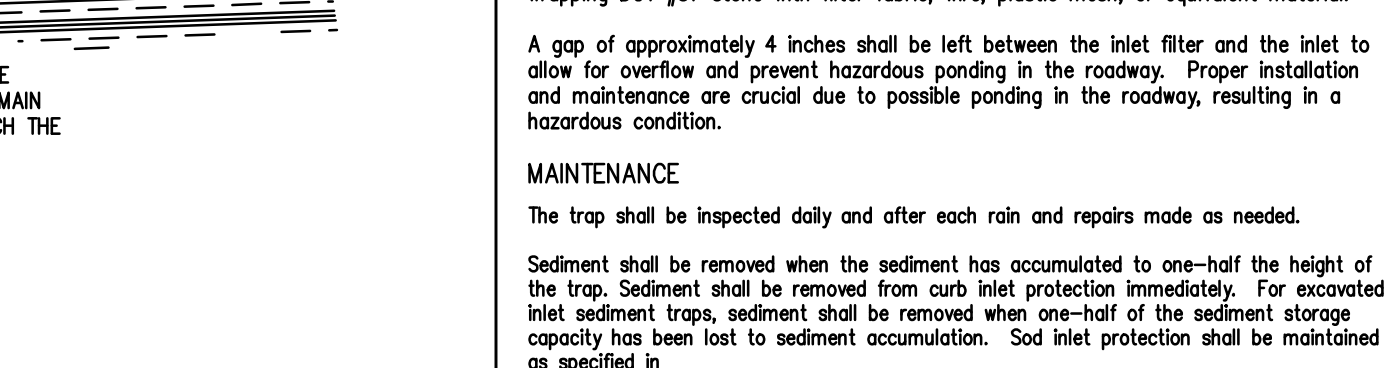 E
MAIN
CH THE
A gap of approximately 4 inches shall be left between the inlet filter and the inlet to
allow for overflow and prevent hazardous ponding in the roadway. Proper installation
and maintenance are crucial due to possible ponding in the roadway, resulting in a
hazardous condition.
MAINTENANCE
The trap shall be inspected daily and after each rain and repairs made as needed.
Sediment shall be removed when the sediment has accumulated to one-half the height of
the trap. Sediment shall be removed from curb inlet protection immediately. For excavated
inlet sediment traps, sediment shall be removed when one-half of the sediment storage
capacity has been lost to sediment accumulation. Sod inlet protection shall be maintained
as specified in